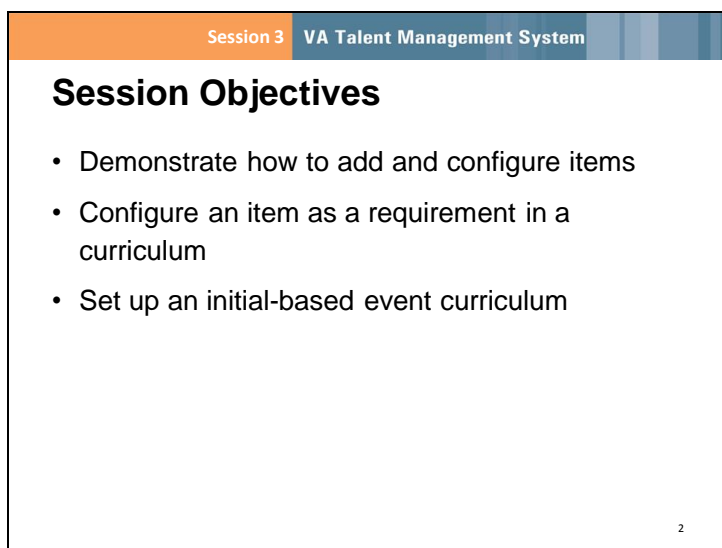 Session 3 VA Talent Management System
Session Objectives
• Demonstrate how to add and configure items
• Configure an item as a requirement in a
curriculum
• Set up an initial-based event curriculum
2